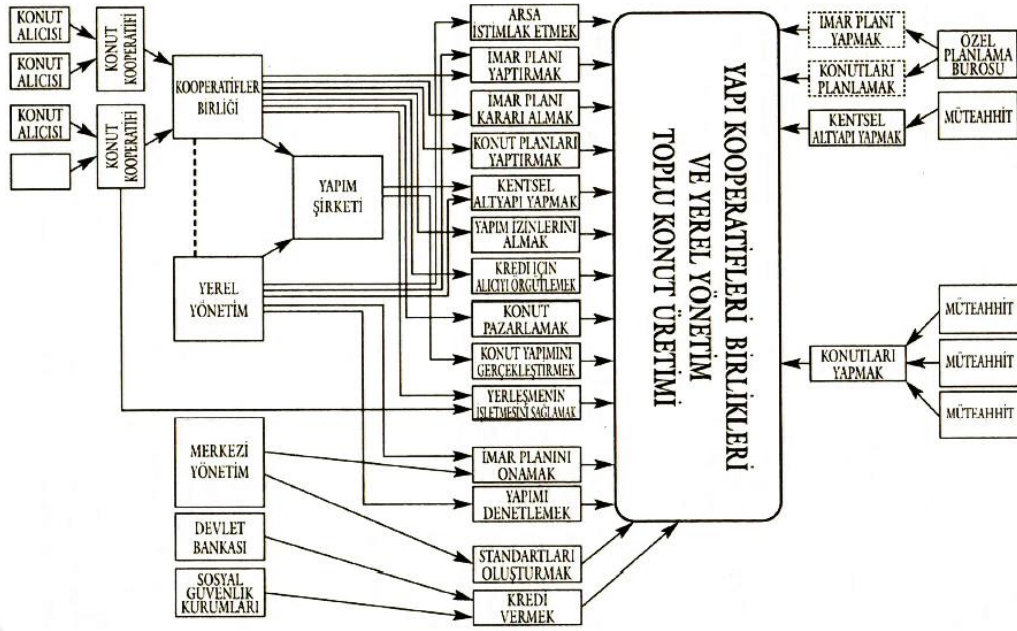 KONUT
ALICISI
KONUT
ALICISI
KONUT
ALICISI
KONUT
KOOPERATİFİ
KONUT
KOOPERATİFİ
KOOPERATİFLER
BİRLİĞİ
YAPIM
ŞİRKETİ
YEREL
YÖNETİM
MERKEZİ
YÖNETİM
DEVLET
BANKASI
SOSYAL
GÜVENLİK
KURUMLARI
ARSA
İSTİMLAK ETMEK
İMAR PLANI
YAPTIRMAK
İMAR PLANI
KARARI ALMAK
KONUT PLANLARI
YAPTIRMAK
KENTSEL
ALTYAPI YAPMAK
YAPIM İZİNLERİNİ
ALMAK
KREDİ İÇİN
ALICIYI ÖRGÜTLEMEK
KONUT
PAZARLAMAK
KONUT YAPIMINI
GERÇEKLEŞTİRMEK
YERLEŞMENİN
İŞLETMESİNİ SAĞLAMAK
İMAR PLANINI
ONAMAK
YAPIMI
DENETLEMEK
STANDARTLARI
OLUŞTURMAK
KREDİ
VERMEK
YAPI KOOPERATİFLERİ BİRLİKLERİ
VE YEREL YÖNETİM
TOPLU KONUT ÜRETİMİ
İMAR PLANI
YAPMAK
KONUTLARI
PLANLAMAK
KENTSEL
ALTYAPI YAPMAK
KONUTLARI
YAPMAK
ÖZEL
PLANLAMA
BÜROSU
MÜTEAHHİT
MÜTEAHHİT
MÜTEAHHİT
MÜTEAHHİT